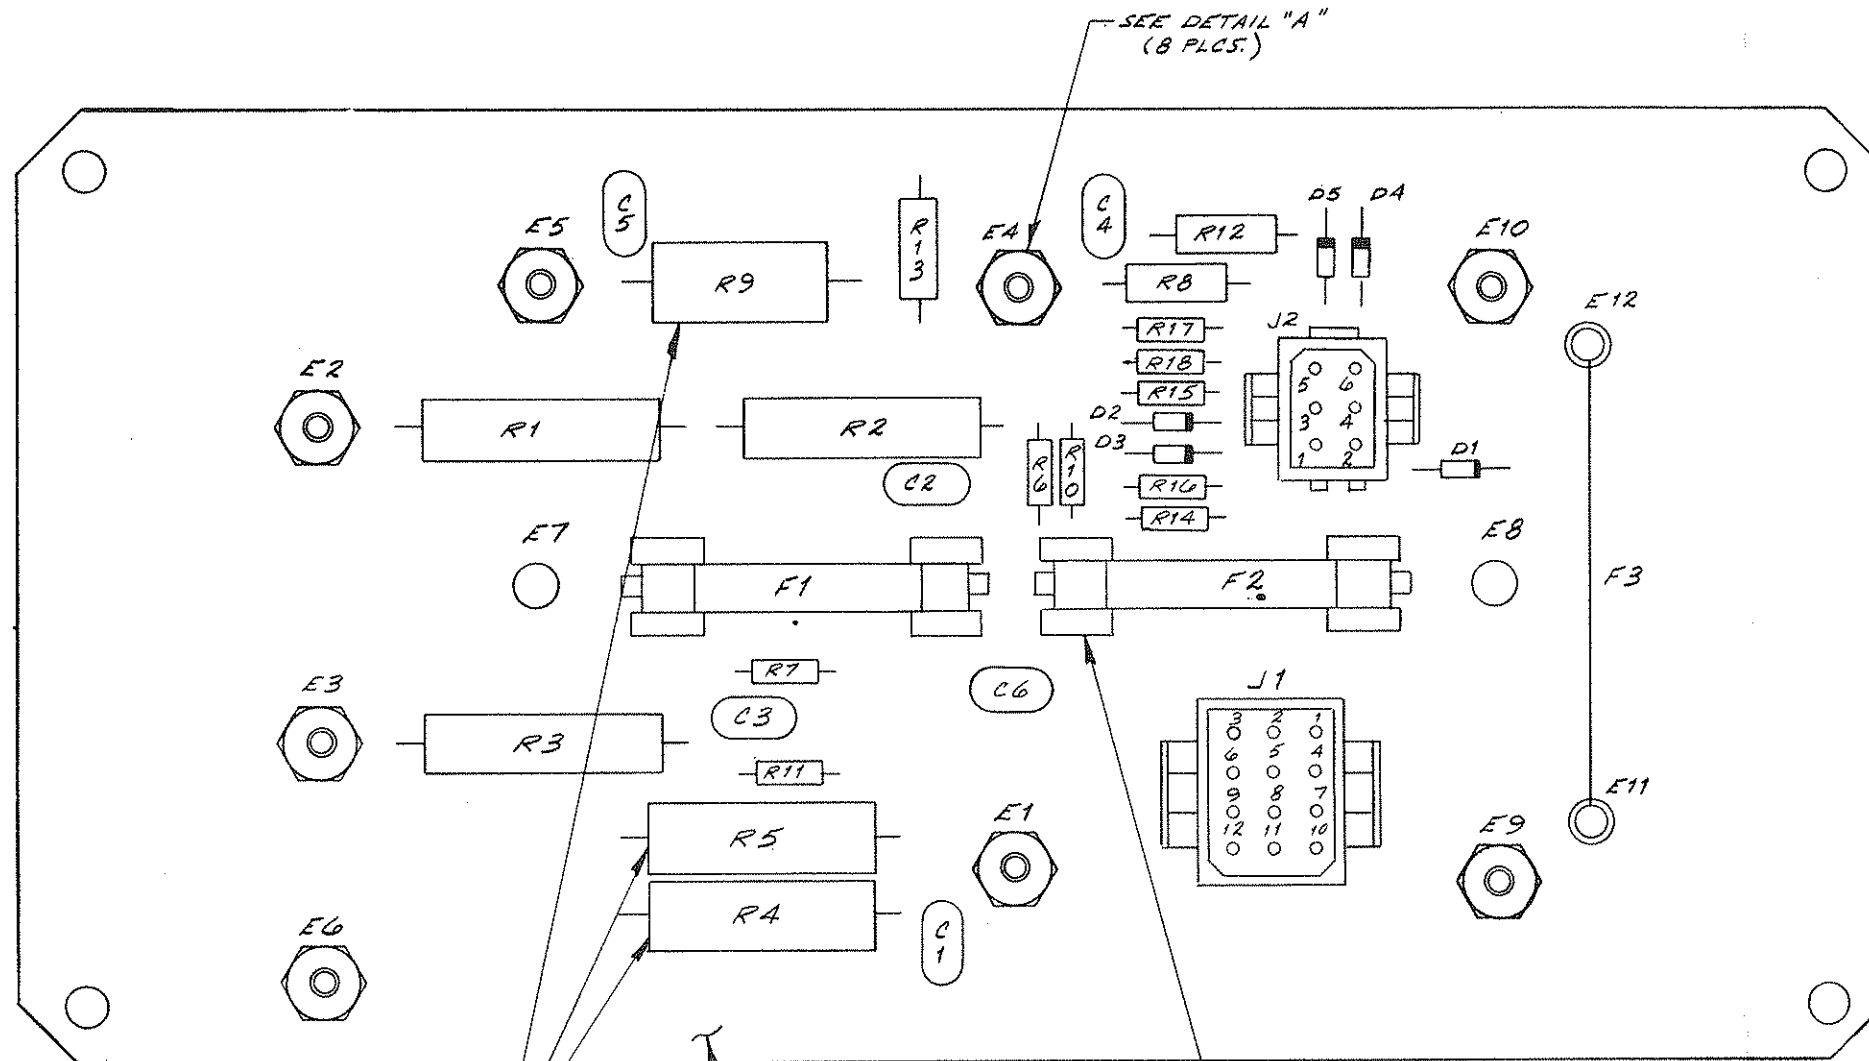 SEE DETAIL "A"
(8 PLCS.)
E5
C5
R9
R13
E4
C4
R12
D5
D4
E10
R8
E12
J2
R17
R18
R15
5 6
3 4
1 2
E2
R1
R2
D2
D3
D1
C2
R6
R10
R16
R14
E7
F1
F2
E8
F3
R7
C6
E3
R3
C3
J1
3 2 1
6 5 4
9 8 7
12 11 10
R11
E11
R5
E1
E9
R4
C1
E6